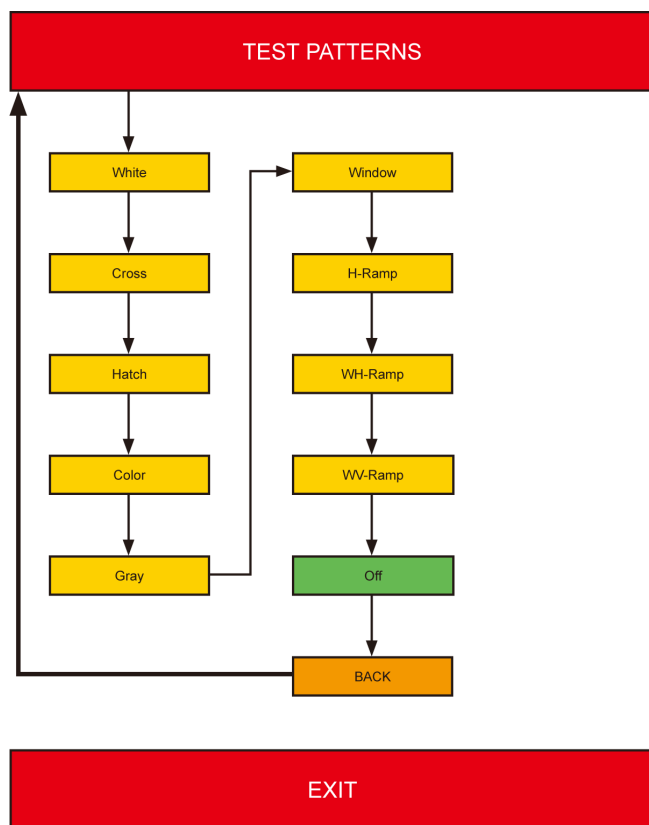 TEST PATTERNS
White
Cross
Hatch
Color
Gray
Window
H-Ramp
WH-Ramp
WV-Ramp
Off
BACK
EXIT